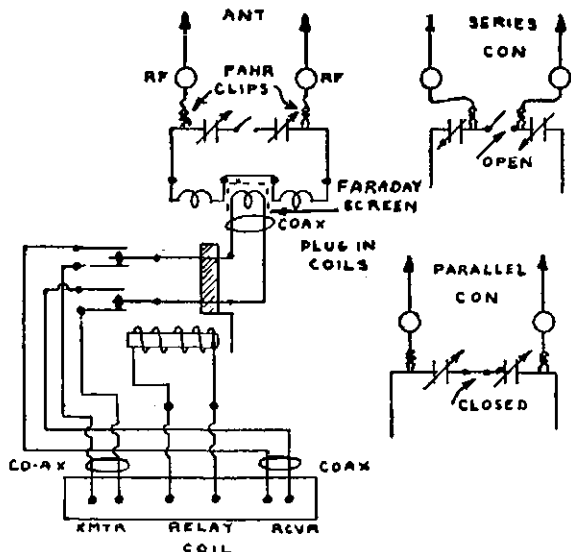 ANT
RF
RF
PAHR
CLIPS
SERIES
CON
OPEN
FARADAY
SCREEN
COAX
PLUG IN
COILS
PARALLEL
CON
CLOSED
CO-AX
COAX
XMTR RELAY RCVR
COIL